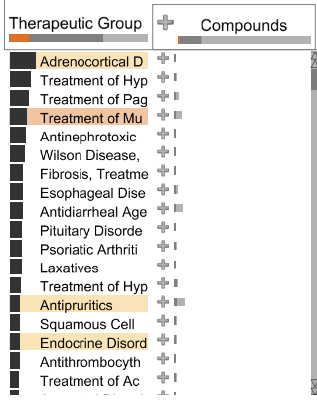 Therapeutic Group
Compounds
Adrenocortical D
Treatment of Hyp
Treatment of Pag
Treatment of Mu
Antinephrotoxic
Wilson Disease,
Fibrosis, Treatme
Esophageal Dise
Antidiarrheal Age
Pituitary Disorde
Psoriatic Arthriti
Laxatives
Treatment of Hyp
Antipruritics
Squamous Cell
Endocrine Disord
Antithrombocyth
Treatment of Ac